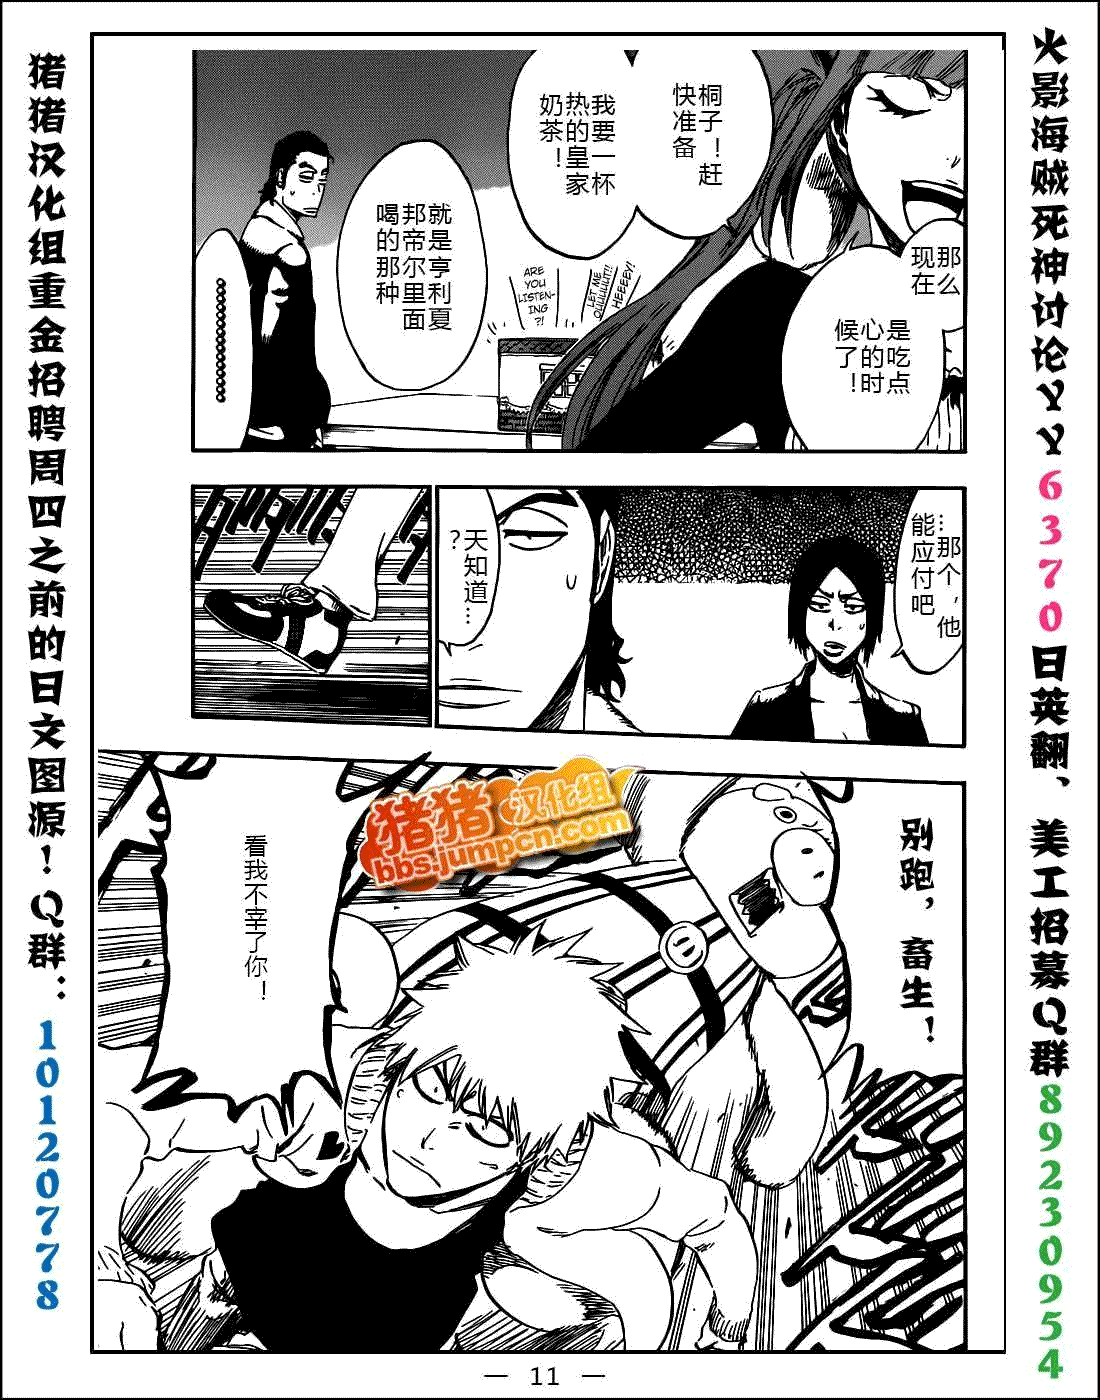 猪猪汉化组重金招聘周四之前的日文图源！Q群：101207778
火影海贼死神讨论YY6370日英翻、美工招募Q群892309954
那么
现在
是吃点
心的时
候了！
桐子！赶
快准备
我要一杯
热的皇家
奶茶！
就是亨利夏
邦帝尔里面
喝的那种
ARE
YOU
LISTEN-
ING
?!
LET ME
OUUUUUT!!
HEEEEY!
…那个，他
能应付吧
天知道…
？
别跑，畜生！
看我不宰了你！
猪猪汉化组
bbs.jumpcn.com
— 11 —